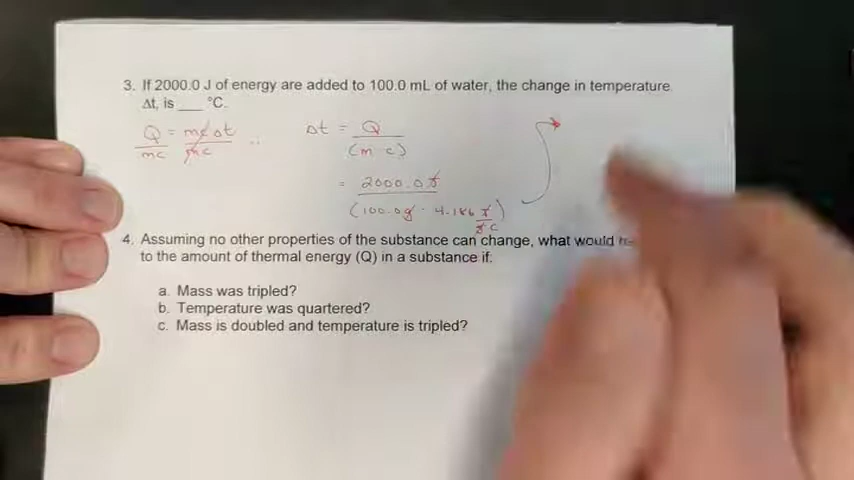 3. If 2000.0 J of energy are added to 100.0 mL of water, the change in temperature
Δt, is ___ °C.
Q = mcΔt ∴ Δt = Q
mc mc (m c)
= 2000.0 J
(100.0g · 4.186 J
g°C)
4. Assuming no other properties of the substance can change, what would
to the amount of thermal energy (Q) in a substance if:
a. Mass was tripled?
b. Temperature was quartered?
c. Mass is doubled and temperature is tripled?